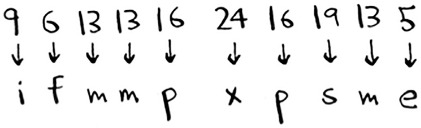 9 6 13 13 16 24 16 19 13 5
↓ ↓ ↓ ↓ ↓ ↓ ↓ ↓ ↓ ↓
i f m m p x p s m e